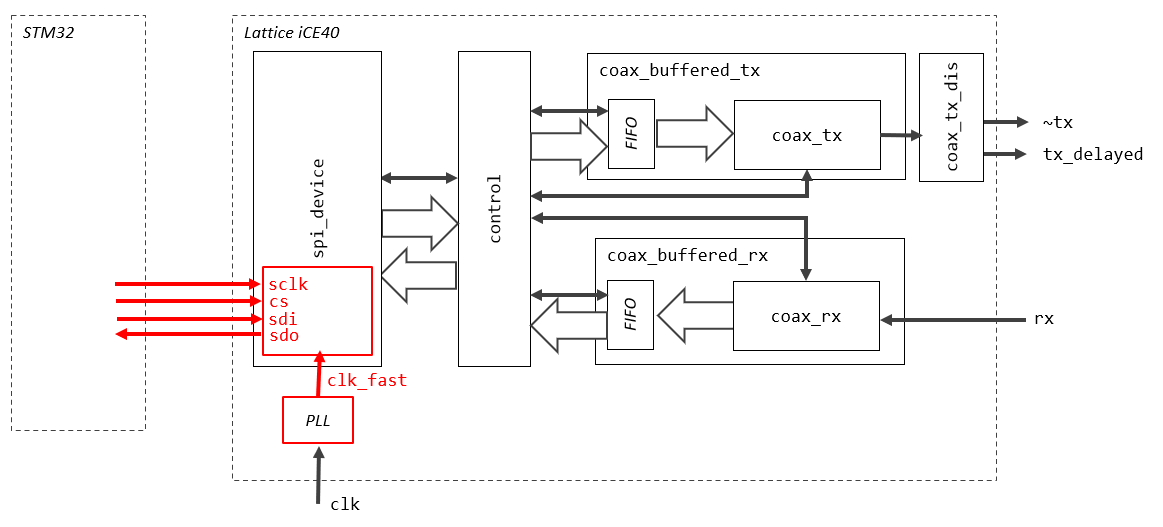 STM32
Lattice iCE40
spi_device
sclk
cs
sdi
sdo
clk_fast
PLL
clk
control
coax_buffered_tx
FIFO
coax_tx
coax_tx_dis
~tx
tx_delayed
coax_buffered_rx
FIFO
coax_rx
rx